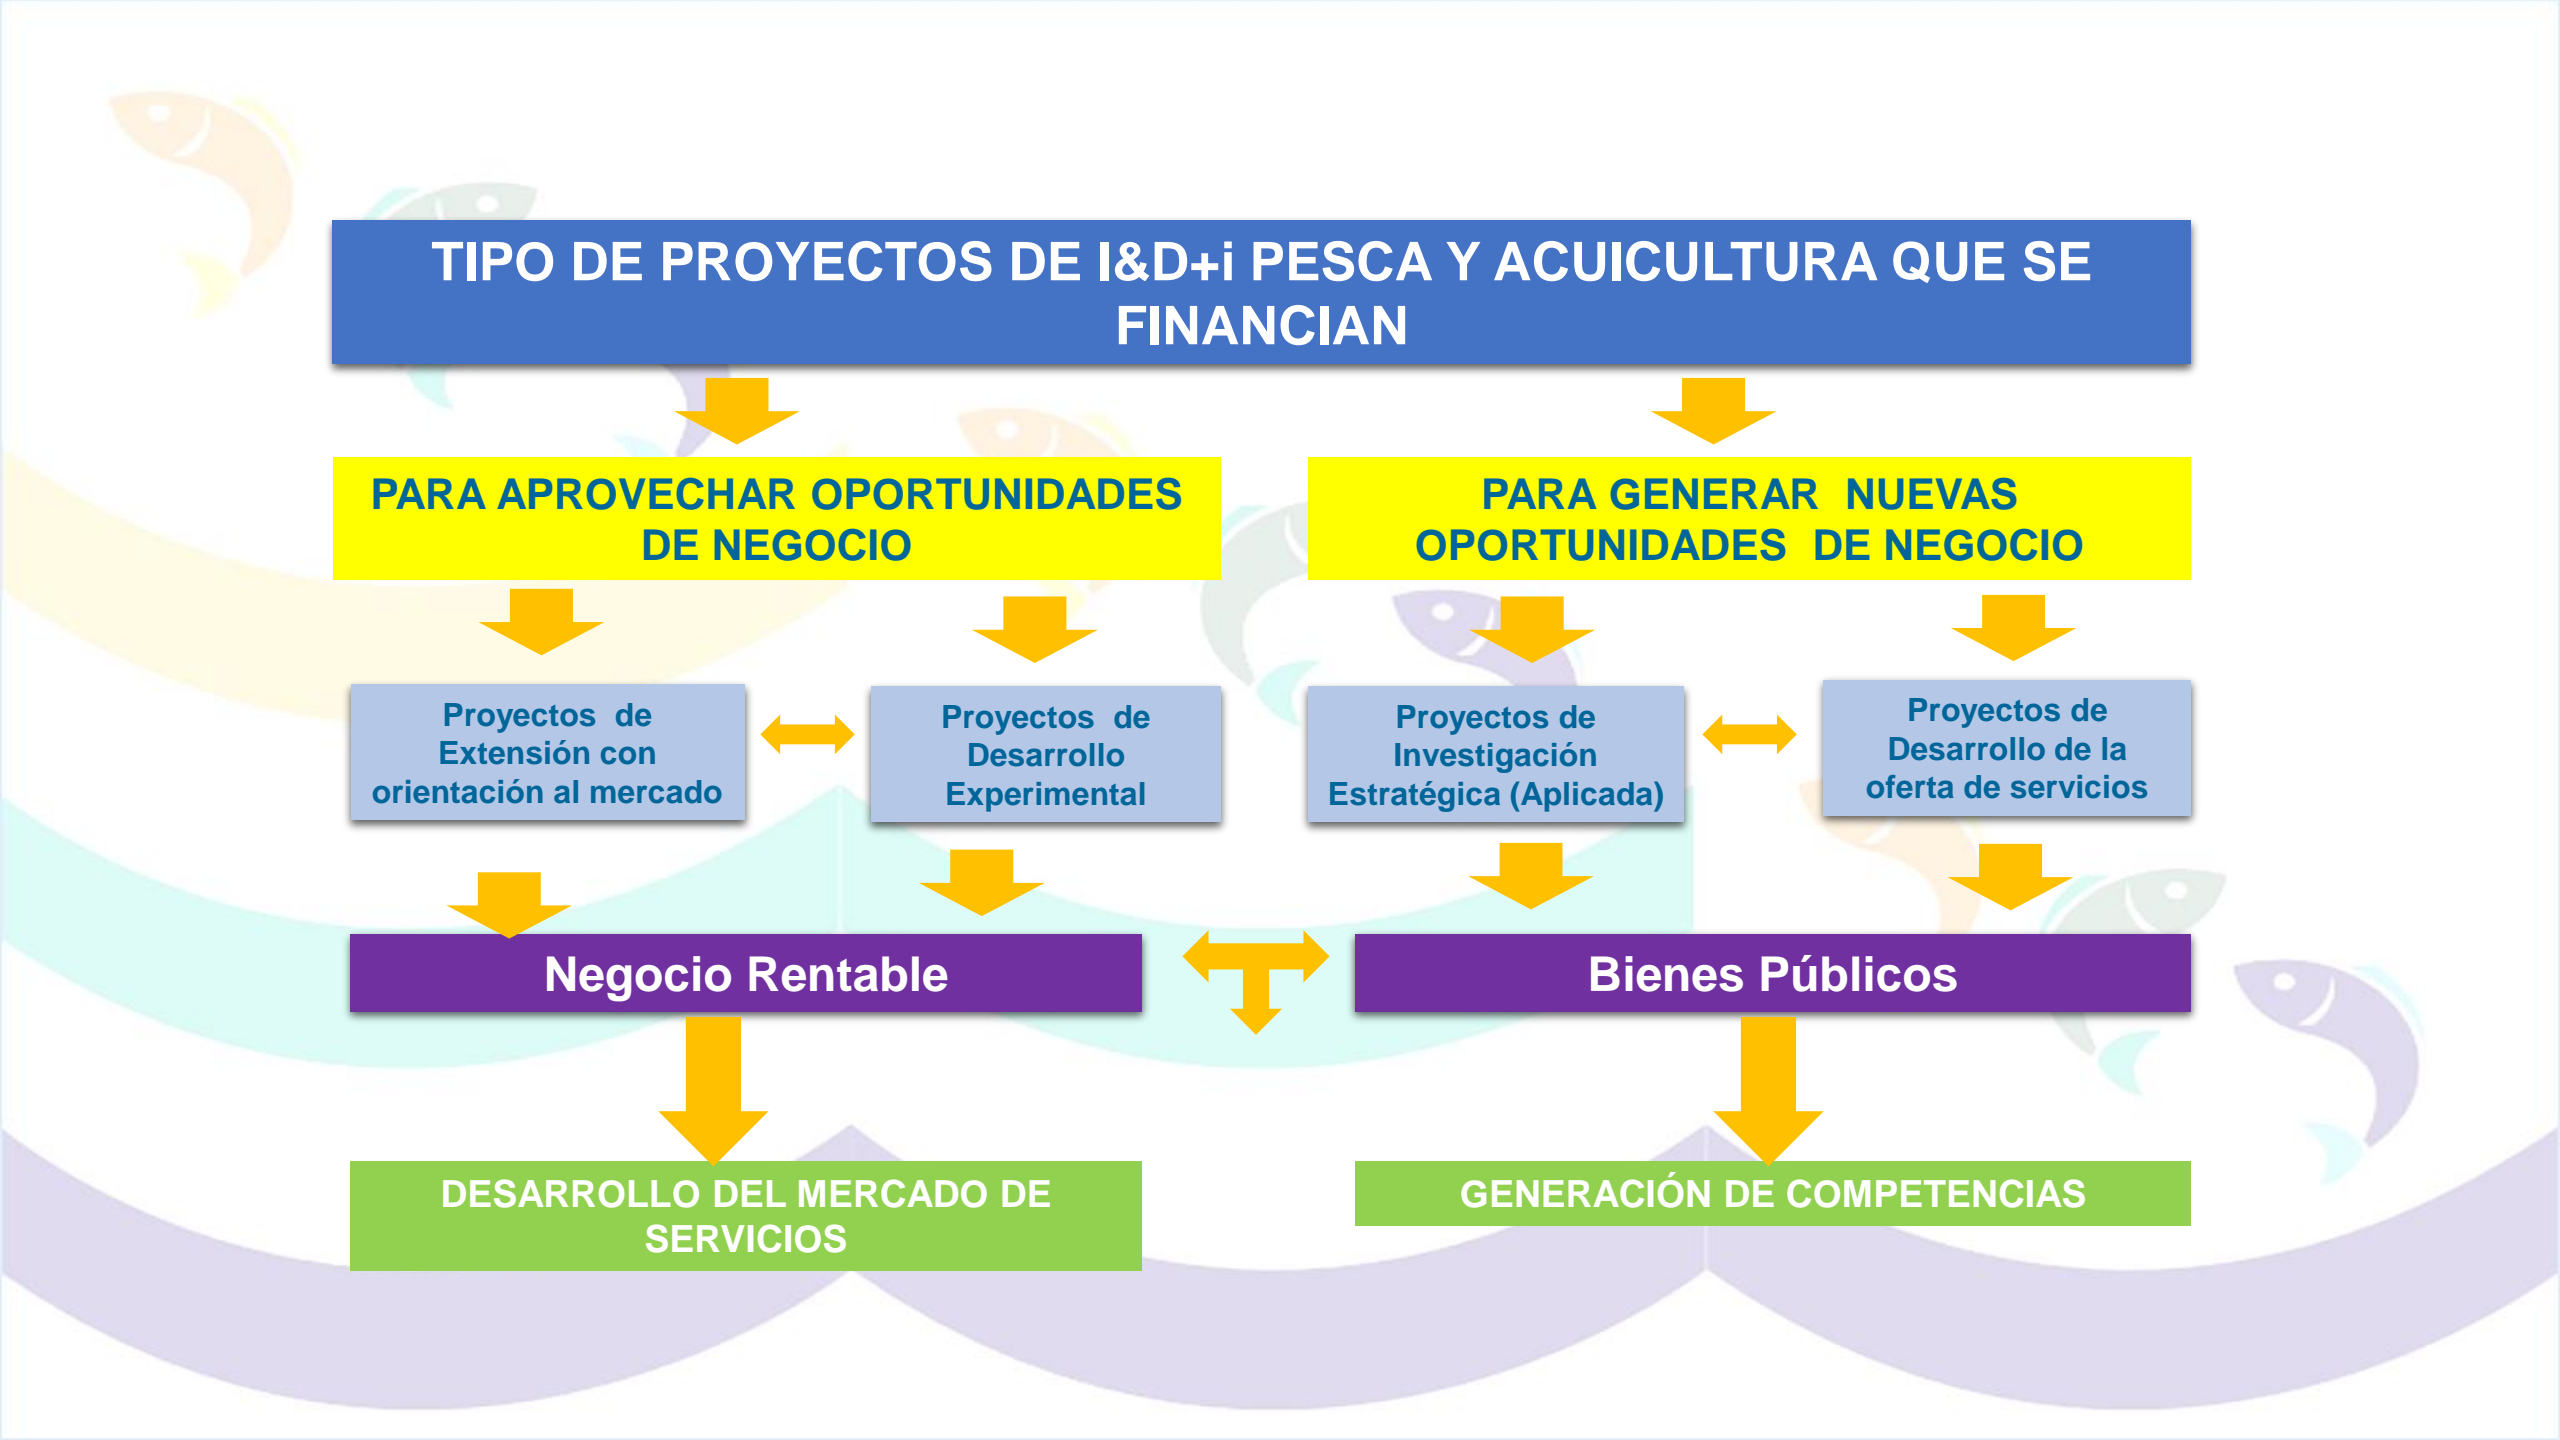 TIPO DE PROYECTOS DE I&D+i PESCA Y ACUICULTURA QUE SE
FINANCIAN
PARA APROVECHAR OPORTUNIDADES
DE NEGOCIO
PARA GENERAR NUEVAS
OPORTUNIDADES DE NEGOCIO
Proyectos de
Extensión con
orientación al mercado
Proyectos de
Desarrollo
Experimental
Proyectos de
Investigación
Estratégica (Aplicada)
Proyectos de
Desarrollo de la
oferta de servicios
Negocio Rentable
Bienes Públicos
DESARROLLO DEL MERCADO DE
SERVICIOS
GENERACIÓN DE COMPETENCIAS